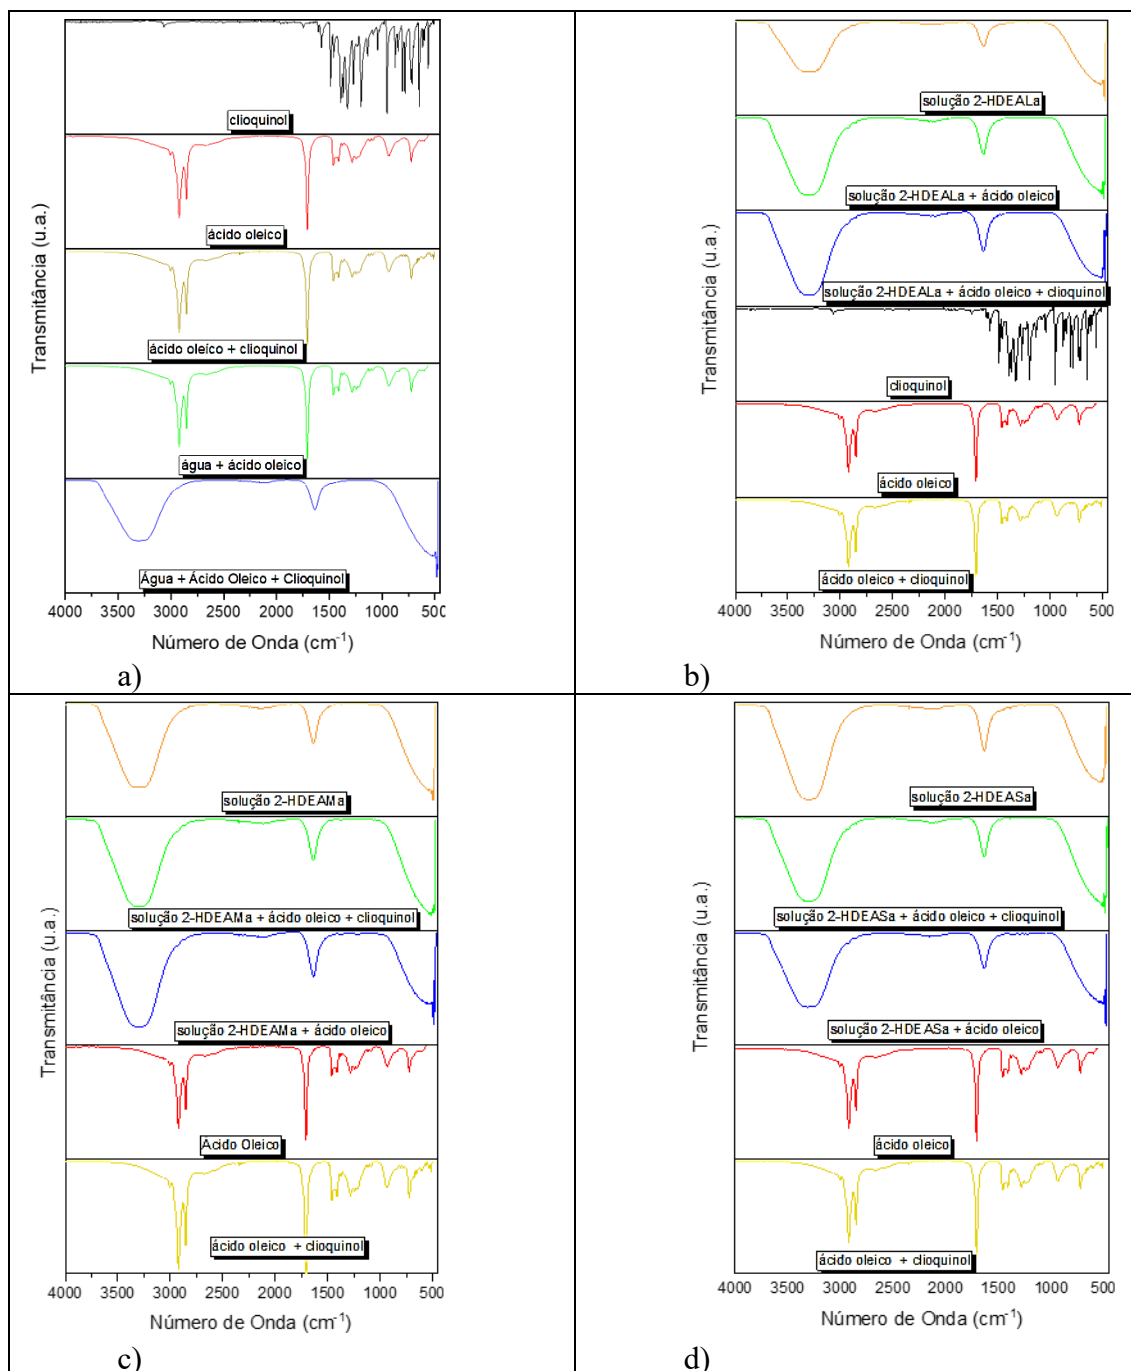 Transmitância (u.a.)
clioquinol
ácido oleico
ácido oleico + clioquinol
água + ácido oleico
Água + Ácido Oleico + Clioquinol
4000 3500 3000 2500 2000 1500 1000 500
Número de Onda (cm⁻¹)
a)
Transmitância (u.a.)
solução 2-HDEALa
solução 2-HDEALa + ácido oleico
solução 2-HDEALa + ácido oleico + clioquinol
clioquinol
ácido oleico
ácido oleico + clioquinol
4000 3500 3000 2500 2000 1500 1000 500
Número de Onda (cm⁻¹)
b)
Transmitância (u.a.)
solução 2-HDEAMa
solução 2-HDEAMa + ácido oleico + clioquinol
solução 2-HDEAMa + ácido oleico
Acido Oleico
ácido oleico + clioquinol
4000 3500 3000 2500 2000 1500 1000 500
Número de Onda (cm⁻¹)
c)
Transmitância (u.a.)
solução 2-HDEASa
solução 2-HDEASa + ácido oleico + clioquinol
solução 2-HDEASa + ácido oleico
ácido oleico
ácido oleico + clioquinol
4000 3500 3000 2500 2000 1500 1000 500
Número de Onda (cm⁻¹)
d)